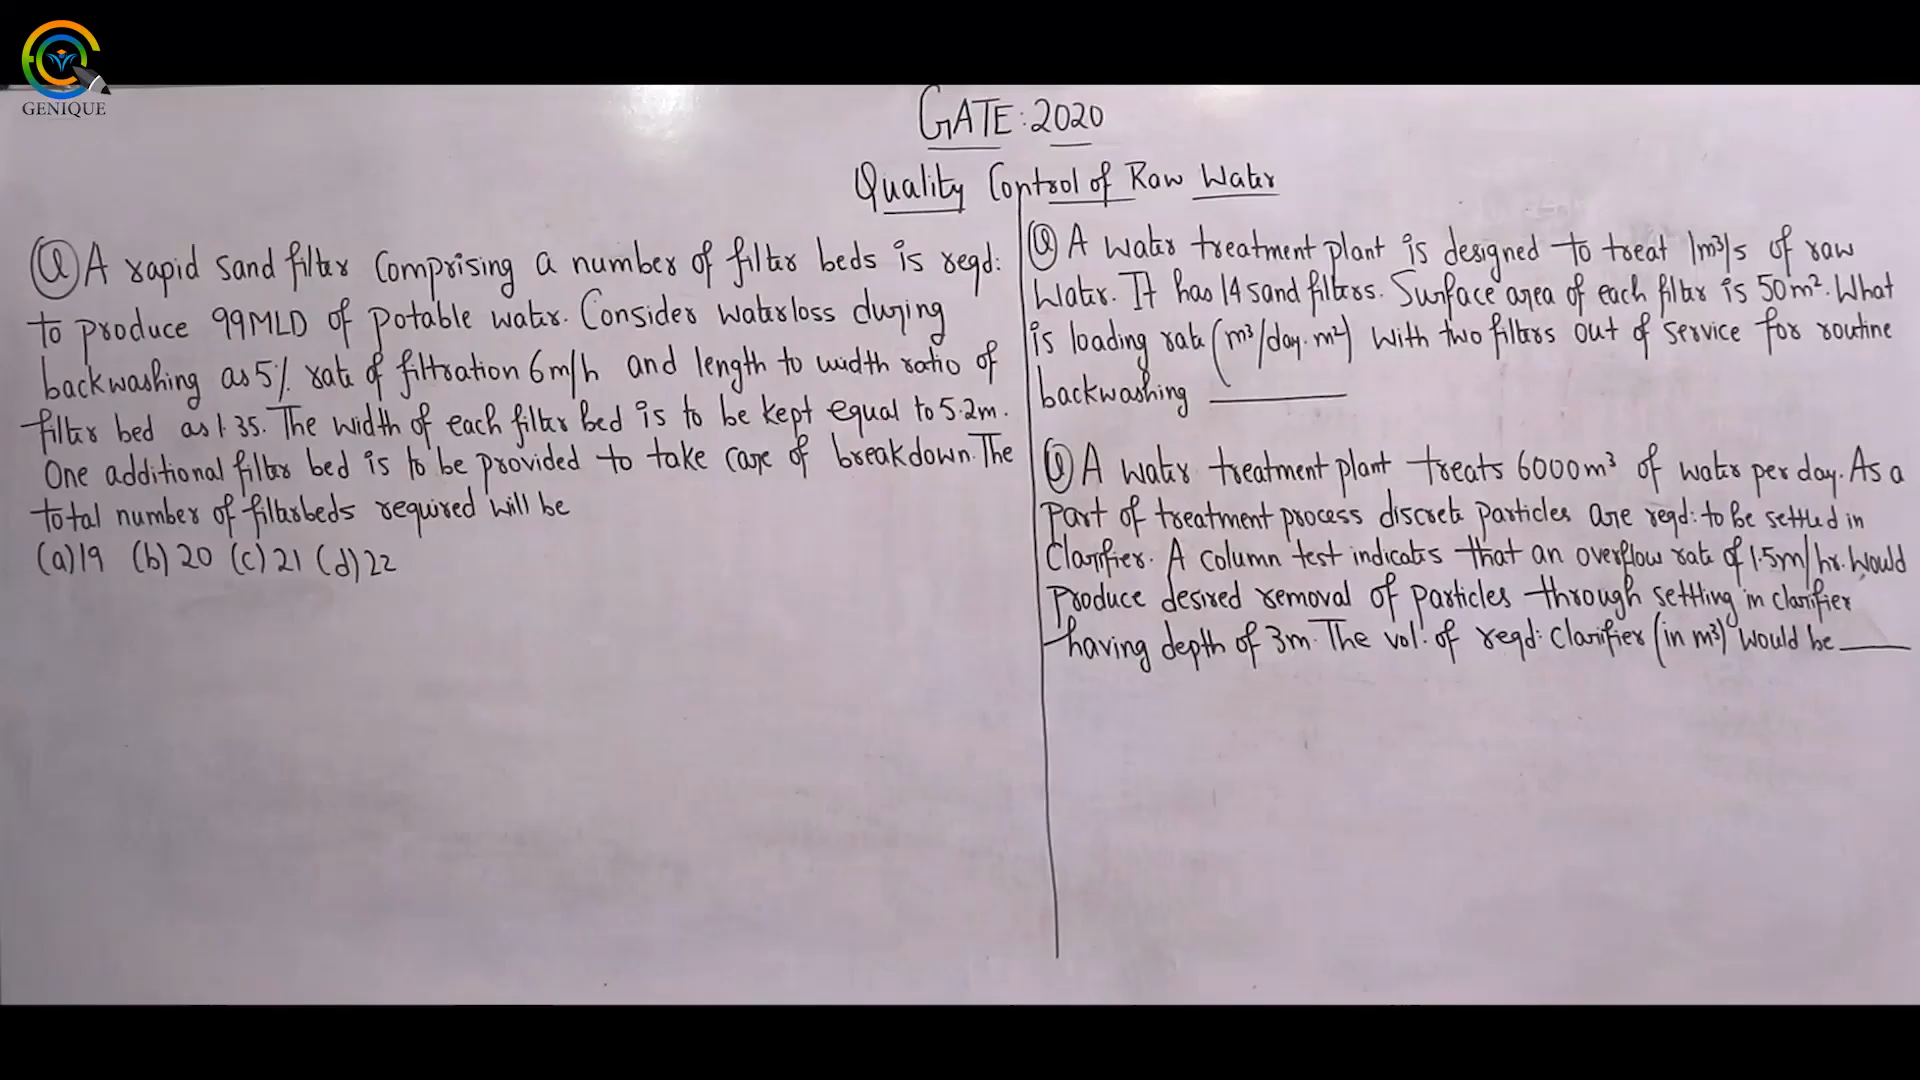 GENIQUE
GATE: 2020
Quality Control of Raw Water
Q A rapid sand filter comprising a number of filter beds is reqd:
to produce 99MLD of potable water. Consider waterloss during
backwashing as 5% rate of filtration 6m/h and length to width ratio of
filter bed as 1.35. The width of each filter bed is to be kept equal to 5.2m.
One additional filter bed is to be provided to take care of breakdown. The
total number of filterbeds required will be
(a) 19 (b) 20 (c) 21 (d) 22
Q A water treatment plant is designed to treat 1m³/s of raw
Water. It has 14 sand filters. Surface area of each filter is 50m². What
is loading rate (m³/day.m²) with two filters out of service for routine
backwashing ______
Q A water treatment plant treats 6000m³ of water per day. As a
part of treatment process discrete particles are reqd: to be settled in
clarifier. A column test indicates that an overflow rate of 1.5m/hr. would
produce desired removal of particles through settling in clarifier
having depth of 3m. The vol. of reqd: clarifier (in m³) would be ____